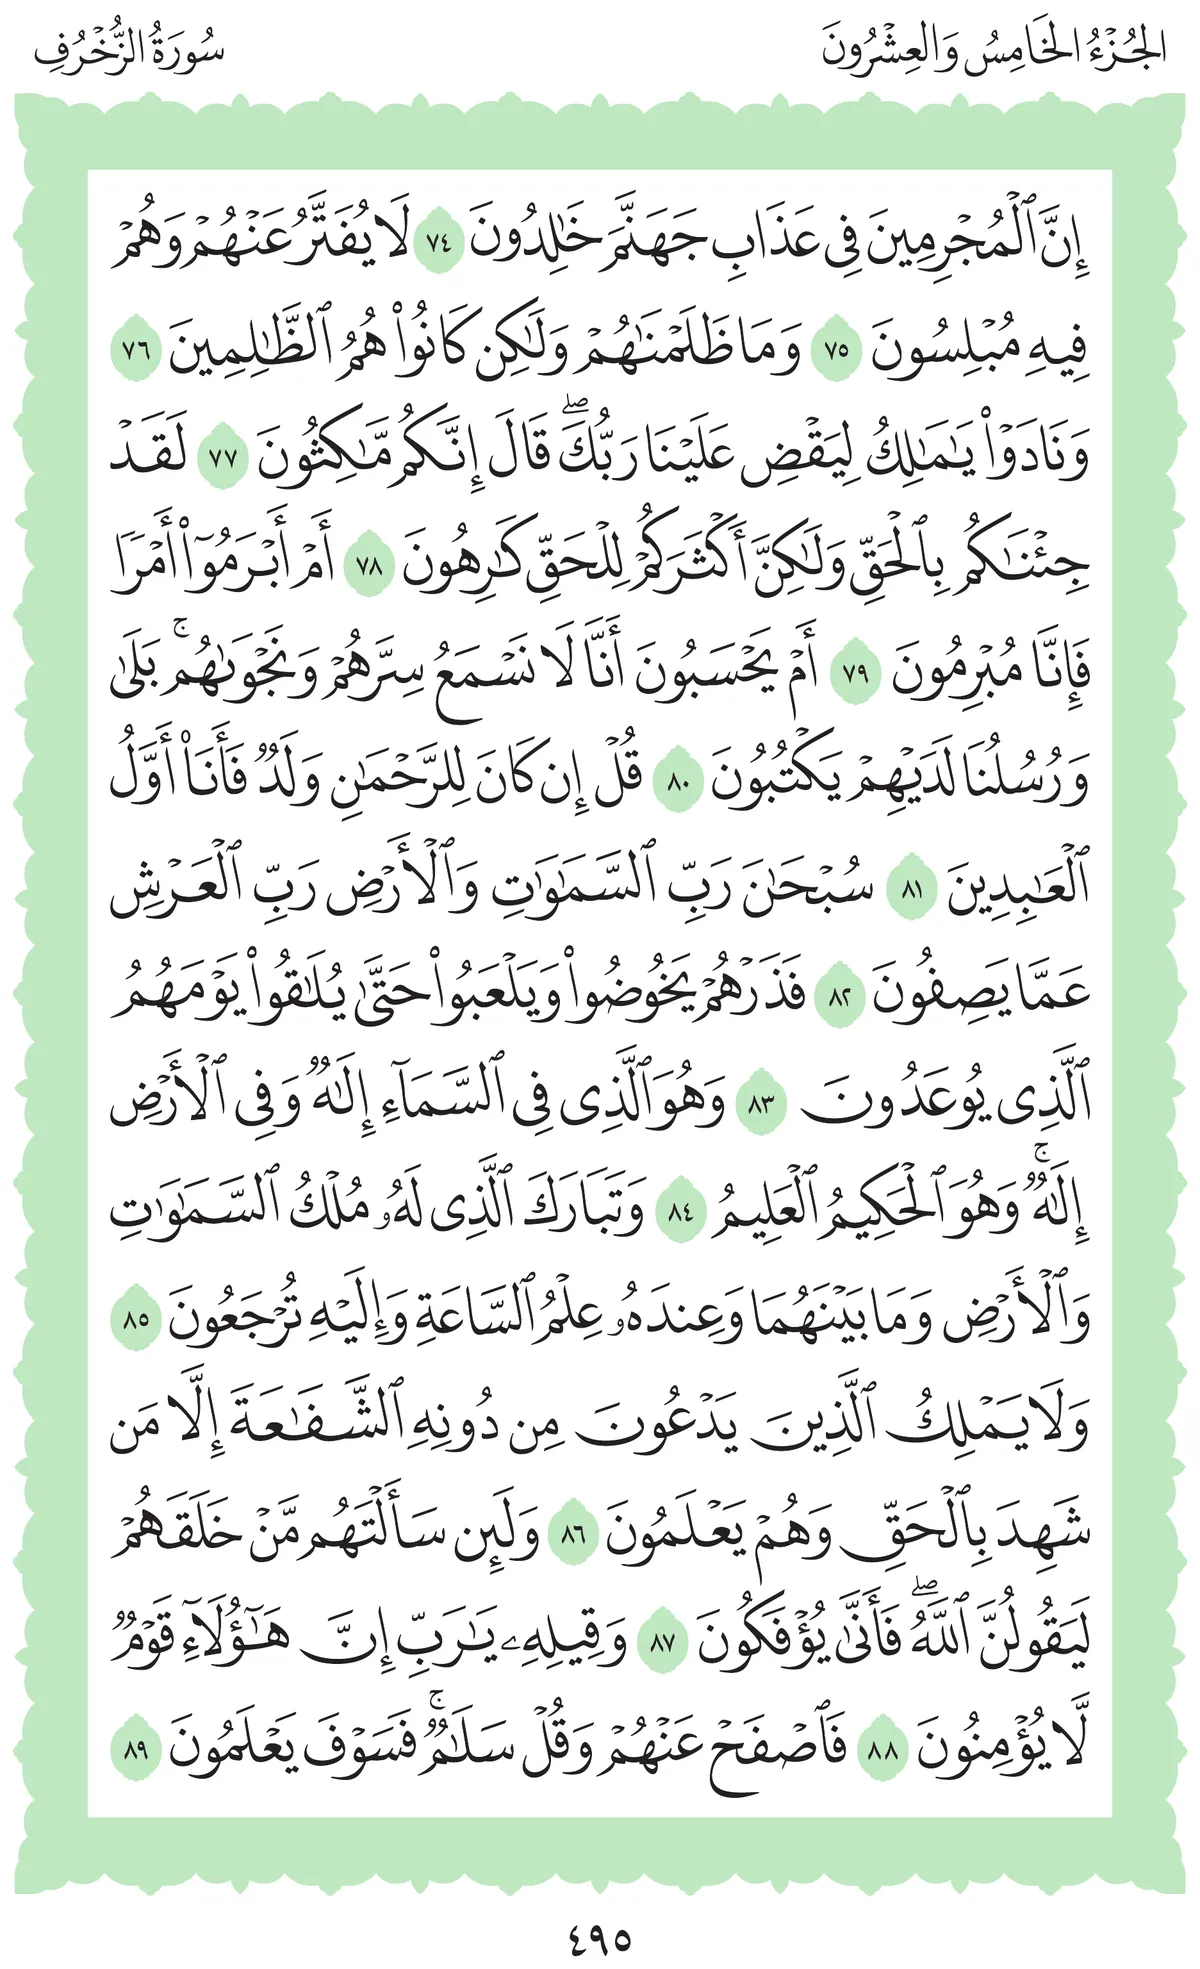 الجُزْءُ الخَامِسُ وَالعِشْرُونَ
سُورَةُ الزُّخْرُفِ
إِنَّ ٱلْمُجْرِمِينَ فِى عَذَابِ جَهَنَّمَ خَٰلِدُونَ ٧٤ لَا يُفَتَّرُ عَنْهُمْ وَهُمْ
فِيهِ مُبْلِسُونَ ٧٥ وَمَا ظَلَمْنَٰهُمْ وَلَٰكِن كَانُوا۟ هُمُ ٱلظَّٰلِمِينَ ٧٦
وَنَادَوْا۟ يَٰمَٰلِكُ لِيَقْضِ عَلَيْنَا رَبُّكَ ۖ قَالَ إِنَّكُم مَّٰكِثُونَ ٧٧ لَقَدْ
جِئْنَٰكُم بِٱلْحَقِّ وَلَٰكِنَّ أَكْثَرَكُمْ لِلْحَقِّ كَٰرِهُونَ ٧٨ أَمْ أَبْرَمُوٓا۟ أَمْرًا
فَإِنَّا مُبْرِمُونَ ٧٩ أَمْ يَحْسَبُونَ أَنَّا لَا نَسْمَعُ سِرَّهُمْ وَنَجْوَىٰهُم ۚ بَلَىٰ
وَرُسُلُنَا لَدَيْهِمْ يَكْتُبُونَ ٨٠ قُلْ إِن كَانَ لِلرَّحْمَٰنِ وَلَدٌ فَأَنَا۠ أَوَّلُ
ٱلْعَٰبِدِينَ ٨١ سُبْحَٰنَ رَبِّ ٱلسَّمَٰوَٰتِ وَٱلْأَرْضِ رَبِّ ٱلْعَرْشِ
عَمَّا يَصِفُونَ ٨٢ فَذَرْهُمْ يَخُوضُوا۟ وَيَلْعَبُوا۟ حَتَّىٰ يُلَٰقُوا۟ يَوْمَهُمُ
ٱلَّذِى يُوعَدُونَ ٨٣ وَهُوَ ٱلَّذِى فِى ٱلسَّمَآءِ إِلَٰهٌ وَفِى ٱلْأَرْضِ
إِلَٰهٌ ۚ وَهُوَ ٱلْحَكِيمُ ٱلْعَلِيمُ ٨٤ وَتَبَارَكَ ٱلَّذِى لَهُۥ مُلْكُ ٱلسَّمَٰوَٰتِ
وَٱلْأَرْضِ وَمَا بَيْنَهُمَا وَعِندَهُۥ عِلْمُ ٱلسَّاعَةِ وَإِلَيْهِ تُرْجَعُونَ ٨٥
وَلَا يَمْلِكُ ٱلَّذِينَ يَدْعُونَ مِن دُونِهِ ٱلشَّفَٰعَةَ إِلَّا مَن
شَهِدَ بِٱلْحَقِّ وَهُمْ يَعْلَمُونَ ٨٦ وَلَئِن سَأَلْتَهُم مَّنْ خَلَقَهُمْ
لَيَقُولُنَّ ٱللَّهُ ۖ فَأَنَّىٰ يُؤْفَكُونَ ٨٧ وَقِيلِهِۦ يَٰرَبِّ إِنَّ هَٰٓؤُلَآءِ قَوْمٌ
لَّا يُؤْمِنُونَ ٨٨ فَٱصْفَحْ عَنْهُمْ وَقُلْ سَلَٰمٌ ۚ فَسَوْفَ يَعْلَمُونَ ٨٩
٤٩٥